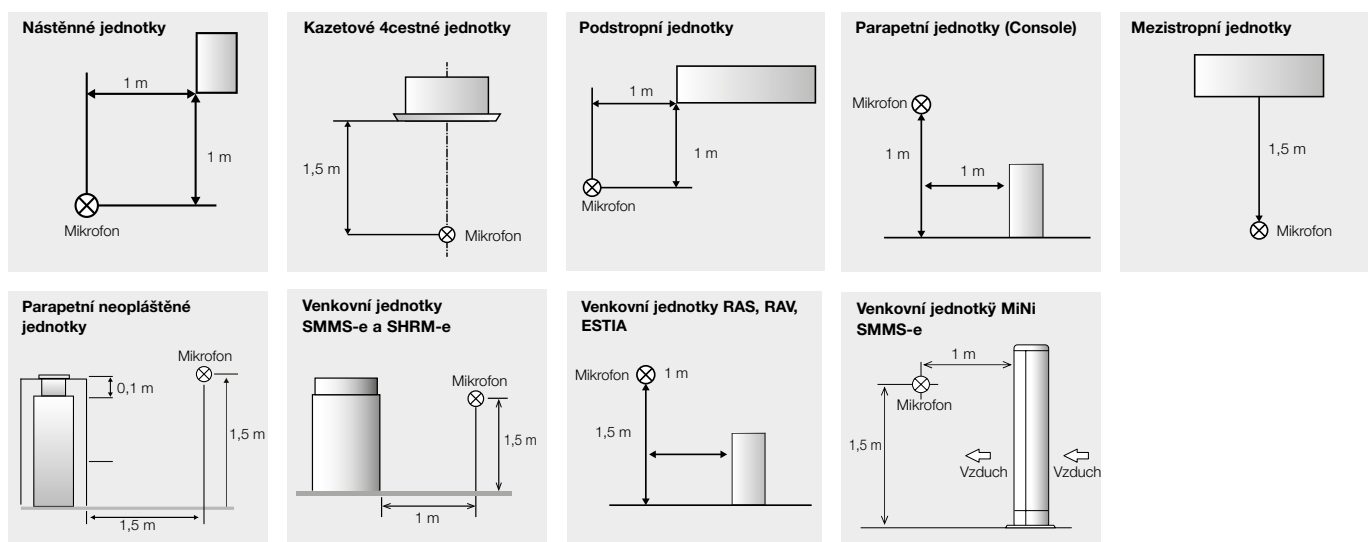 Nástěnné jednotky
1 m
1 m
Mikrofon
Kazetové 4cestné jednotky
1,5 m
Mikrofon
Podstropní jednotky
1 m
1 m
Mikrofon
Parapetní jednotky (Console)
Mikrofon
1 m
1 m
Mezistropní jednotky
1,5 m
Mikrofon
Parapetní neopláštěné
jednotky
Mikrofon
0,1 m
1,5 m
1,5 m
Venkovní jednotky
SMMS-e a SHRM-e
Mikrofon
1,5 m
1 m
Venkovní jednotky RAS, RAV,
ESTIA
Mikrofon 1 m
1,5 m
Venkovní jednotkÿ MiNi
SMMS-e
1 m
Mikrofon
1,5 m
Vzduch Vzduch